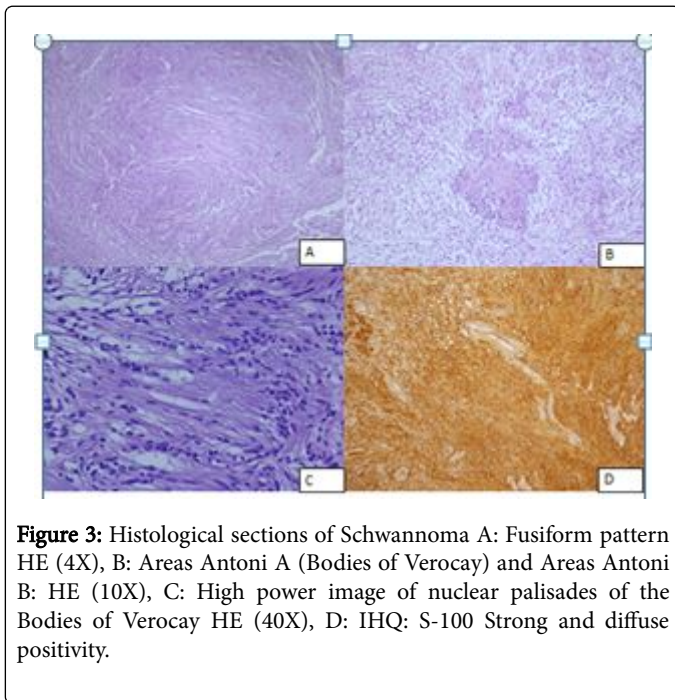 A
B
C
D
Figure 3: Histological sections of Schwannoma A: Fusiform pattern
HE (4X), B: Areas Antoni A (Bodies of Verocay) and Areas Antoni
B: HE (10X), C: High power image of nuclear palisades of the
Bodies of Verocay HE (40X), D: IHQ: S-100 Strong and diffuse
positivity.